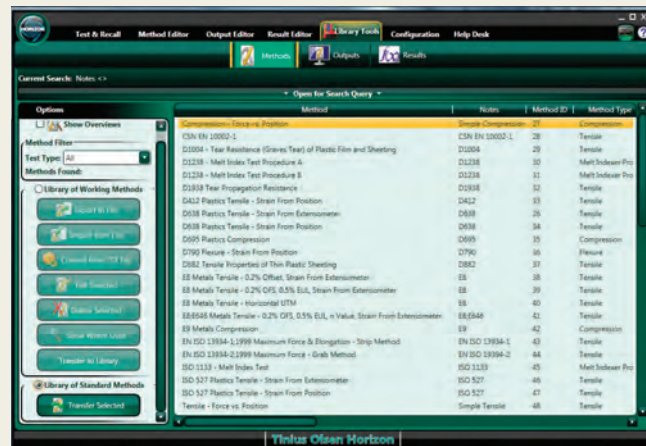 HORIZON
Test & Recall Method Editor Output Editor Result Editor Library Tools Configuration Help Desk
Methods Outputs Results
Current Search: Notes <>
Open for Search Query
Options
Show Overviews
Method Filter
Test Type: All
Methods Found:
Library of Working Methods
Export to File
Import from File
Convert from
Edit Selected
Delete Selected
Show Where Used
Transfer to Library
Library of Standard Methods
Transfer Selected
Method Notes Method ID Method Type
Compression - Force vs. Position Simple Compression 27 Compression
CSN EN 10002-1 CSN EN 10002-1 28 Tensile
D1004 - Tear Resistance (Graves Tear) of Plastic Film and Sheeting D1004 29 Tensile
D1238 - Melt Index Test Procedure A D1238 30 Melt Indexer Pro
D1238 - Melt Index Test Procedure B D1238 31 Melt Indexer Pro
D1938 Tear Propagation Resistance D1938 32 Tensile
D412 Plastics Tensile - Strain From Position D412 33 Tensile
D638 Plastics Tensile - Strain From Extensometer D638 26 Tensile
D638 Plastics Tensile - Strain From Position D638 34 Tensile
D695 Plastics Compression D695 35 Compression
D790 Flexure - Strain From Position D790 36 Flexure
D882 Tensile Properties of Thin Plastic Sheeting D882 37 Tensile
E8 Metals Tensile - 0.2% Offset, Strain From Extensometer E8 38 Tensile
E8 Metals Tensile - 0.2% OFS, 0.5% EUL, Strain From Extensometer E8 39 Tensile
E8 Metals Tensile - Horizontal UTM E8 40 Tensile
E8;E646 Metals Tensile - 0.2% OFS, 0.5% EUL, n Value, Strain From Extensometer E8;E646 41 Tensile
E9 Metals Compression E9 42 Compression
EN ISO 13934-1:1999 Maximum Force & Elongation - Strip Method EN ISO 13934-1 43 Tensile
EN ISO 13934-2:1999 Maximum Force - Grab Method EN ISO 13934-2 44 Tensile
ISO 1133 - Melt Index Test ISO 1133 45 Melt Indexer Pro
ISO 527 Plastics Tensile - Strain From Extensometer ISO 527 46 Tensile
ISO 527 Plastics Tensile - Strain From Position ISO 527 47 Tensile
Tensile - Force vs. Position Simple Tensile 48 Tensile
Tinius Olsen Horizon